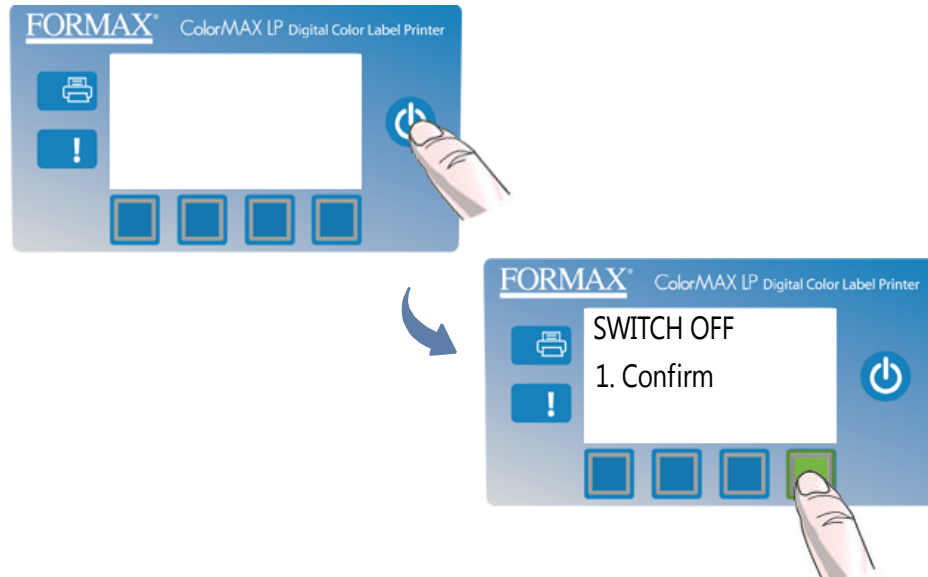 FORMAX® ColorMAX LP Digital Color Label Printer
!
FORMAX® ColorMAX LP Digital Color Label Printer
SWITCH OFF
1. Confirm
!